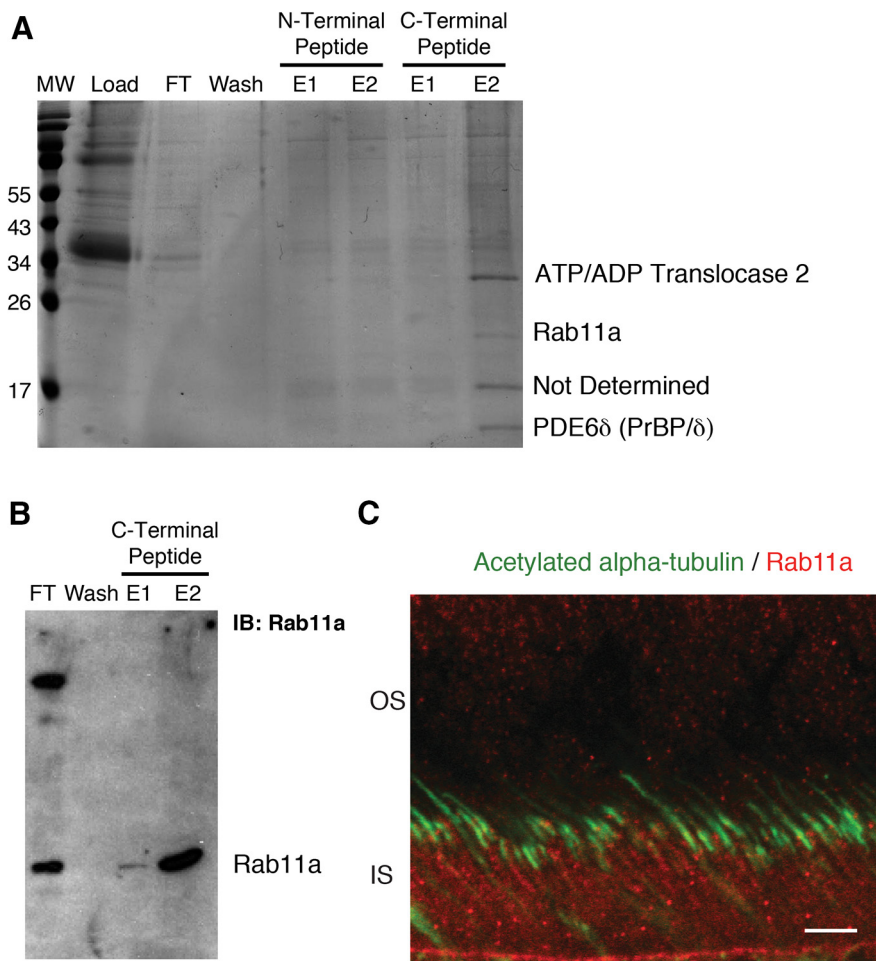 A
N-Terminal Peptide
C-Terminal Peptide
MW Load FT Wash E1 E2 E1 E2
55
43
34
26
17
ATP/ADP Translocase 2
Rab11a
Not Determined
PDE6δ (PrBP/δ)
B
C-Terminal
Peptide
FT Wash E1 E2
IB: Rab11a
Rab11a
C
Acetylated alpha-tubulin / Rab11a
OS
IS